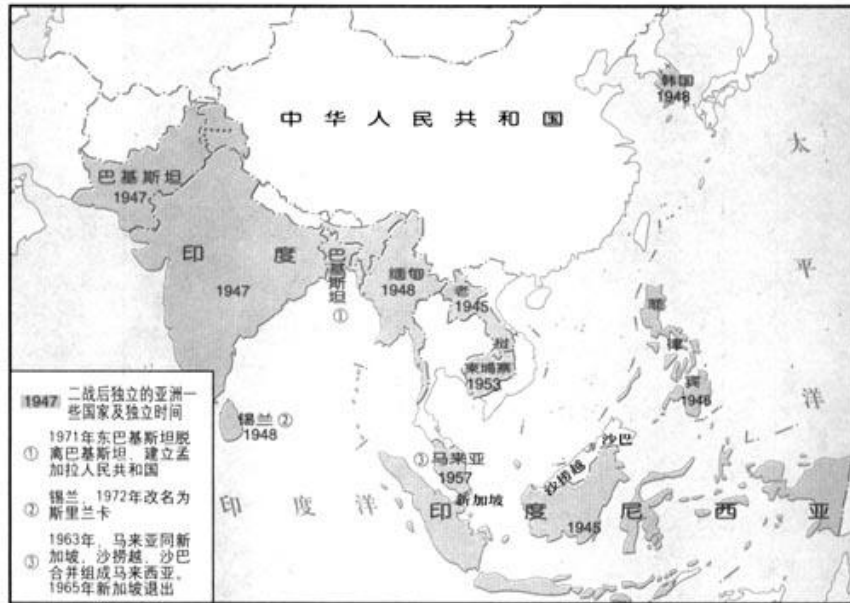 中华人民共和国
韩国
1948
太
平
洋
巴基斯坦
1947
印度
1947
巴基斯坦
①
缅甸
1948
老
1945
挝
柬埔寨
1953
菲
律
宾
1946
锡兰②
1948
③马来亚
1957
新加坡
沙捞越
沙巴
印度洋
印度尼西亚
1945
1947 二战后独立的亚洲一
些国家及独立时间
① 1971年东巴基斯坦脱
离巴基斯坦、建立孟
加拉人民共和国
② 锡兰，1972年改名为
斯里兰卡
③ 1963年，马来亚同新
加坡、沙捞越、沙巴
合并组成马来西亚，
1965年新加坡退出